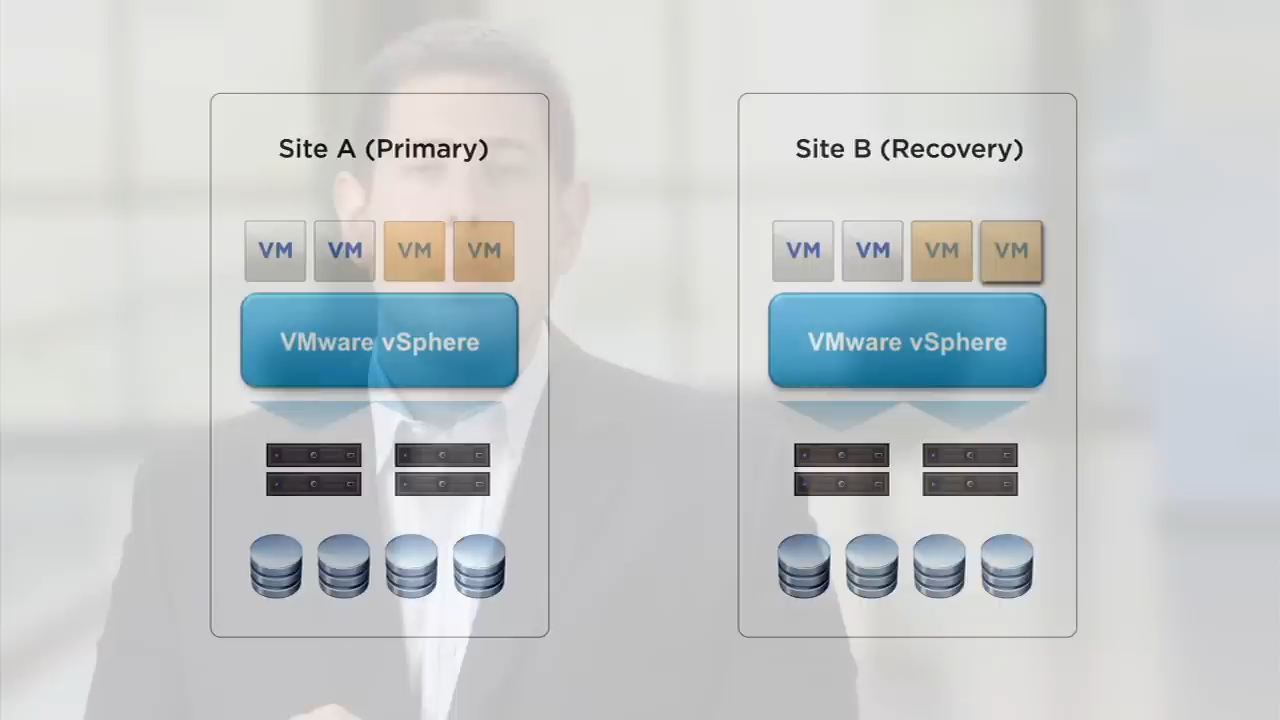 Site A (Primary)
VM VM VM VM
VMware vSphere
Site B (Recovery)
VM VM VM VM
VMware vSphere